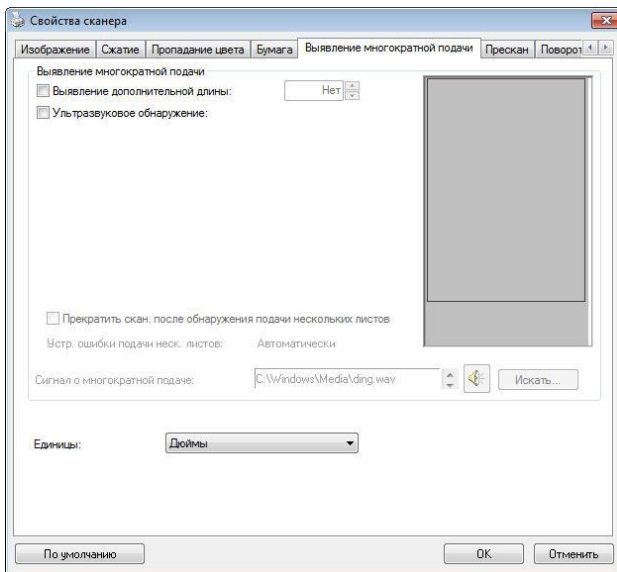 Свойства сканера
Изображение Сжатие Пропадание цвета Бумага Выявление многократной подачи Прескан Поворот
Выявление многократной подачи
Выявление дополнительной длины: Нет
Ультразвуковое обнаружение:
Прекратить скан. после обнаружения подачи нескольких листов
Устр. ошибки подачи неск. листов: Автоматически
Сигнал о многократной подаче: C:\Windows\Media\ding.wav Искать...
Единицы: Дюймы
По умолчанию OK Отменить